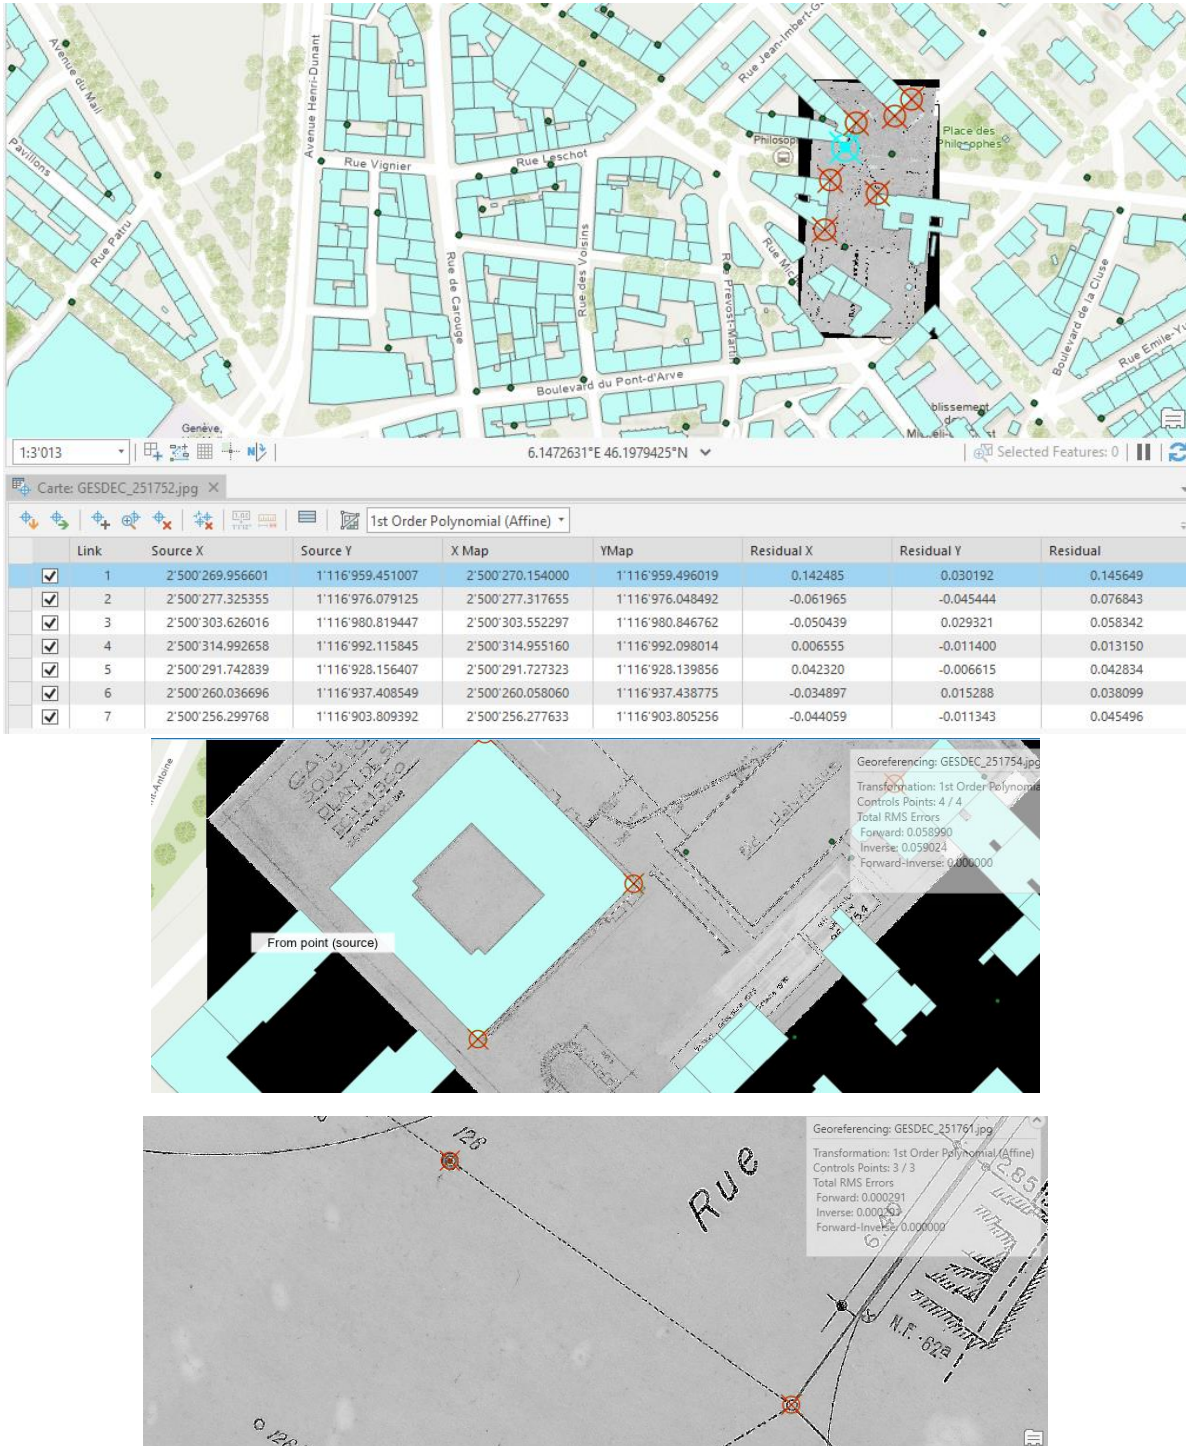 Avenue du Mail
Avenue Henri-Dunant
Rue Jean-Imbert-G
Pavillons
Rue Vignier
Rue Leschot
Philosop
Place des
Philosophes
Rue Patru
Rue de Carouge
Rue des Voisins
Rue Prévost-Martin
Rue Mic
Boulevard de la Cluse
Rue Emile-Yu
Boulevard du Pont-d'Arve
Genève,
blissement
1:3'013
6.1472631°E 46.1979425°N
Selected Features: 0
Carte: GESDEC_251752.jpg
1st Order Polynomial (Affine)
Link Source X Source Y X Map YMap Residual X Residual Y Residual
1 2'500'269.956601 1'116'959.451007 2'500'270.154000 1'116'959.496019 0.142485 0.030192 0.145649
2 2'500'277.325355 1'116'976.079125 2'500'277.317655 1'116'976.048492 -0.061965 -0.045444 0.076843
3 2'500'303.626016 1'116'980.819447 2'500'303.552297 1'116'980.846762 -0.050439 0.029321 0.058342
4 2'500'314.992658 1'116'992.115845 2'500'314.955160 1'116'992.098014 0.006555 -0.011400 0.013150
5 2'500'291.742839 1'116'928.156407 2'500'291.727323 1'116'928.139856 0.042320 -0.006615 0.042834
6 2'500'260.036696 1'116'937.408549 2'500'260.058060 1'116'937.438775 -0.034897 0.015288 0.038099
7 2'500'256.299768 1'116'903.809392 2'500'256.277633 1'116'903.805256 -0.044059 -0.011343 0.045496
nt-Antoine
Georeferencing: GESDEC_251754.jpg
Transformation: 1st Order Polynomia
Controls Points: 4 / 4
Total RMS Errors
Forward: 0.058990
Inverse: 0.059024
Forward-Inverse: 0.000000
From point (source)
Georeferencing: GESDEC_251761.jpg
Transformation: 1st Order Polynomial (Affine)
Controls Points: 3 / 3
Total RMS Errors
Forward: 0.000291
Inverse: 0.000291
Forward-Inverse: 0.000000
126
Rue
2.85
N.F. -62a